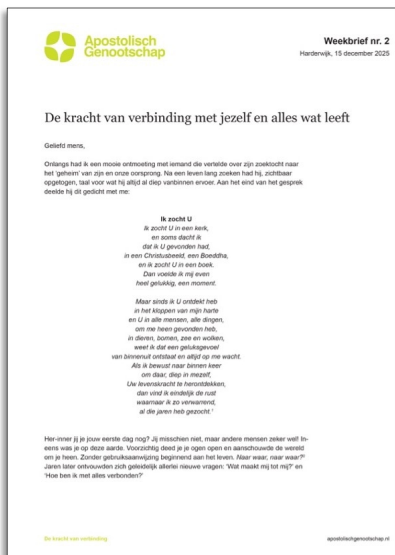 Apostolisch
Genootschap
Weekbrief nr. 2
Harderwijk, 15 december 2025
De kracht van verbinding met jezelf en alles wat leeft
Geliefd mens,
Onlangs had ik een mooie ontmoeting met iemand die vertelde over zijn zoektocht naar
het 'geheim' van zijn en onze oorsprong. Na een leven lang zoeken had hij, zichtbaar
opgetogen, taal voor wat hij altijd al diep vanbinnen ervoer. Aan het eind van het gesprek
deelde hij dit gedicht met me:
Ik zocht U
Ik zocht U in een kerk,
en soms dacht ik
dat ik U gevonden had,
in een Christusbeeld, een Boeddha,
en ik zocht U in een boek.
Dan voelde ik mij even
heel gelukkig, een moment.
Maar sinds ik U ontdekt heb
in het kloppen van mijn harte
en U in alle mensen, alle dingen,
om me heen gevonden heb,
in dieren, bomen, zee en wolken,
weet ik dat een geluksgevoel
van binnenuit ontstaat en altijd op me wacht.
Als ik bewust naar binnen keer
om daar, diep in mezelf,
Uw levenskracht te herontdekken,
dan vind ik eindelijk de rust
waarnaar ik zo verwarrend,
al die jaren heb gezocht.¹
Her-inner jij je jouw eerste dag nog? Jij misschien niet, maar andere mensen zeker wel! In-
eens was je op deze aarde. Voorzichtig deed je je ogen open en aanschouwde de wereld
om je heen. Zonder gebruiksaanwijzing beginnend aan het leven. Naar waar, naar waar?²
Jaren later ontvouwden zich geleidelijk allerlei nieuwe vragen: 'Wat maakt mij tot mij?' en
'Hoe ben ik met alles verbonden?'
De kracht van verbinding
apostolischgenootschap.nl